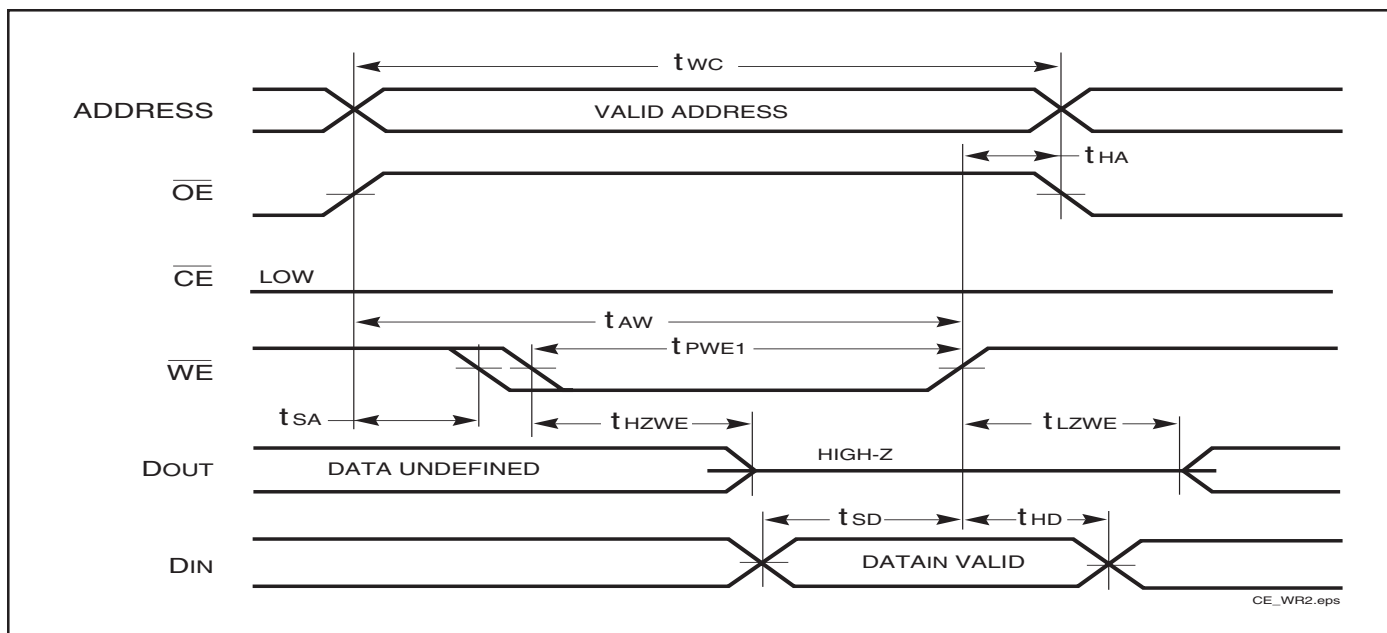 tWC
ADDRESS
VALID ADDRESS
tHA
OE
CE
LOW
tAW
WE
tPWE1
tSA
tHZWE
tLZWE
DOUT
DATA UNDEFINED
HIGH-Z
tSD
tHD
DIN
DATAIN VALID
CE_WR2.eps